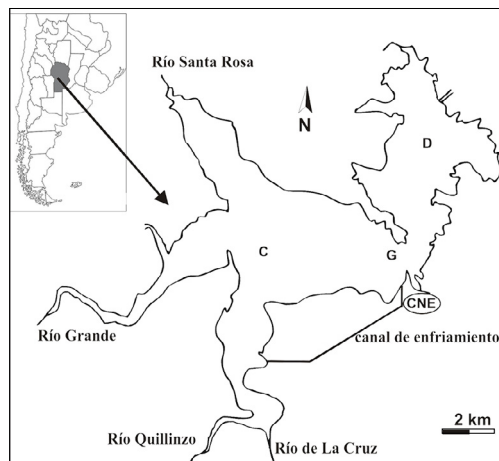 Río Santa Rosa
N
D
C
G
CNE
Río Grande
canal de enfriamiento
2 km
Río Quillinzo
Río de La Cruz